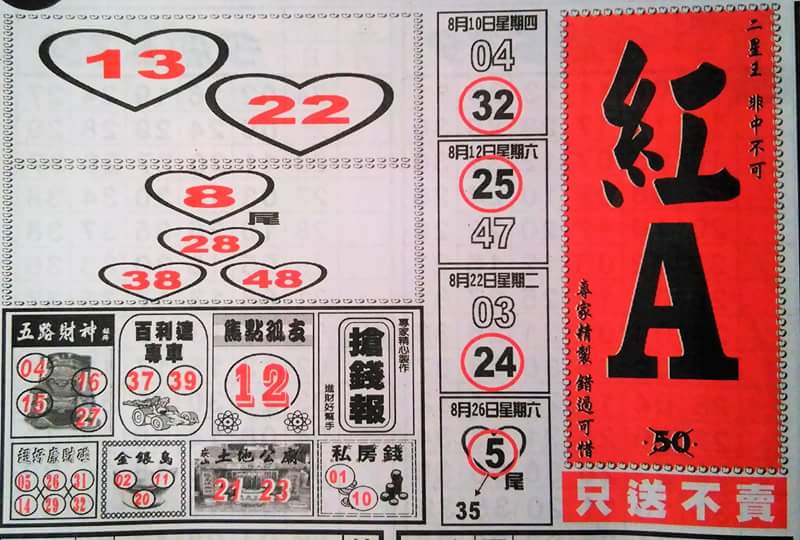 13
22
8
尾
28
38 48
五路財神
04
16
15
27
百利達
專車
37 39
焦點孤支
12
搶錢報
專家精心製作
進財好幫手
05 26 31
14 29 32
金銀島
02 11
20
土地公廟
21 23
私房錢
01
10
8月10日星期四
04
32
8月12日星期六
25
47
8月22日星期二
03
24
8月26日星期六
5
尾
35
二星王 非中不可
紅
A
專家精製 錯過可惜
50
只送不賣